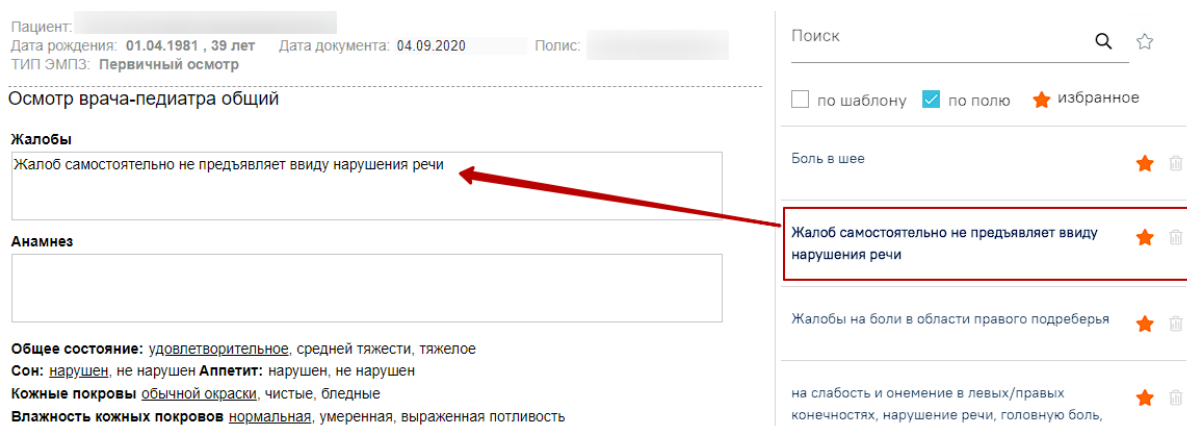 Пациент:
Дата рождения: 01.04.1981 , 39 лет Дата документа: 04.09.2020 Полис:
ТИП ЭМПЗ: Первичный осмотр
Осмотр врача-педиатра общий
Жалобы
Жалоб самостоятельно не предъявляет ввиду нарушения речи
Анамнез
Общее состояние: удовлетворительное, средней тяжести, тяжелое
Сон: нарушен, не нарушен Аппетит: нарушен, не нарушен
Кожные покровы обычной окраски, чистые, бледные
Влажность кожных покровов нормальная, умеренная, выраженная потливость
Поиск
по шаблону по полю избранное
Боль в шее
Жалоб самостоятельно не предъявляет ввиду
нарушения речи
Жалобы на боли в области правого подреберья
на слабость и онемение в левых/правых
конечностях, нарушение речи, головную боль,